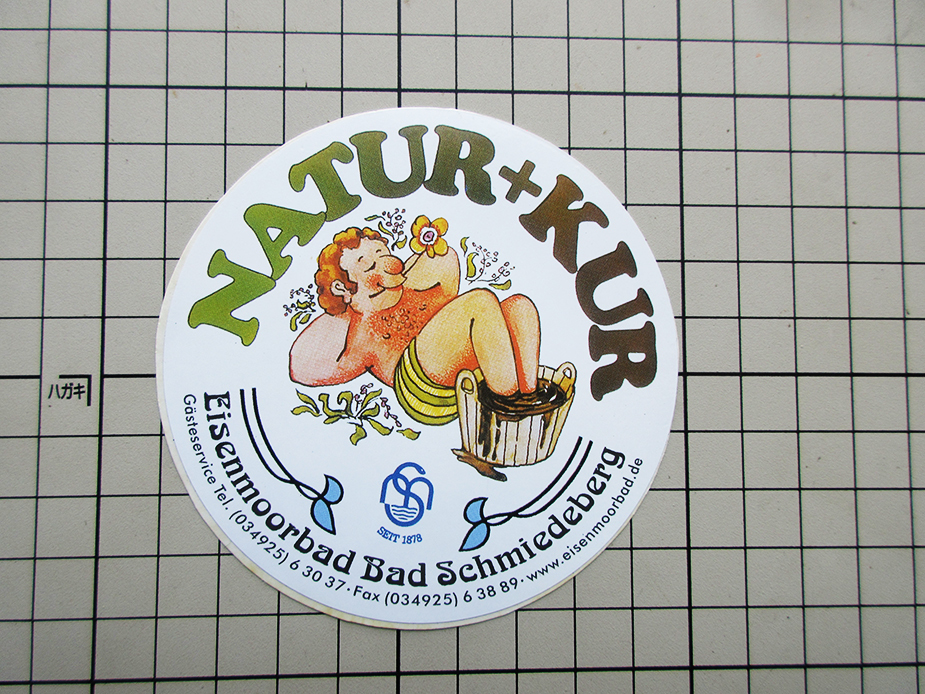 NATUR+KUR
SEIT 1878
Eisenmoorbad Bad Schmiedeberg
Gästeservice Tel. (034925) 6 30 37 · Fax (034925) 6 38 89 · www.eisenmoorbad.de
ハガキ